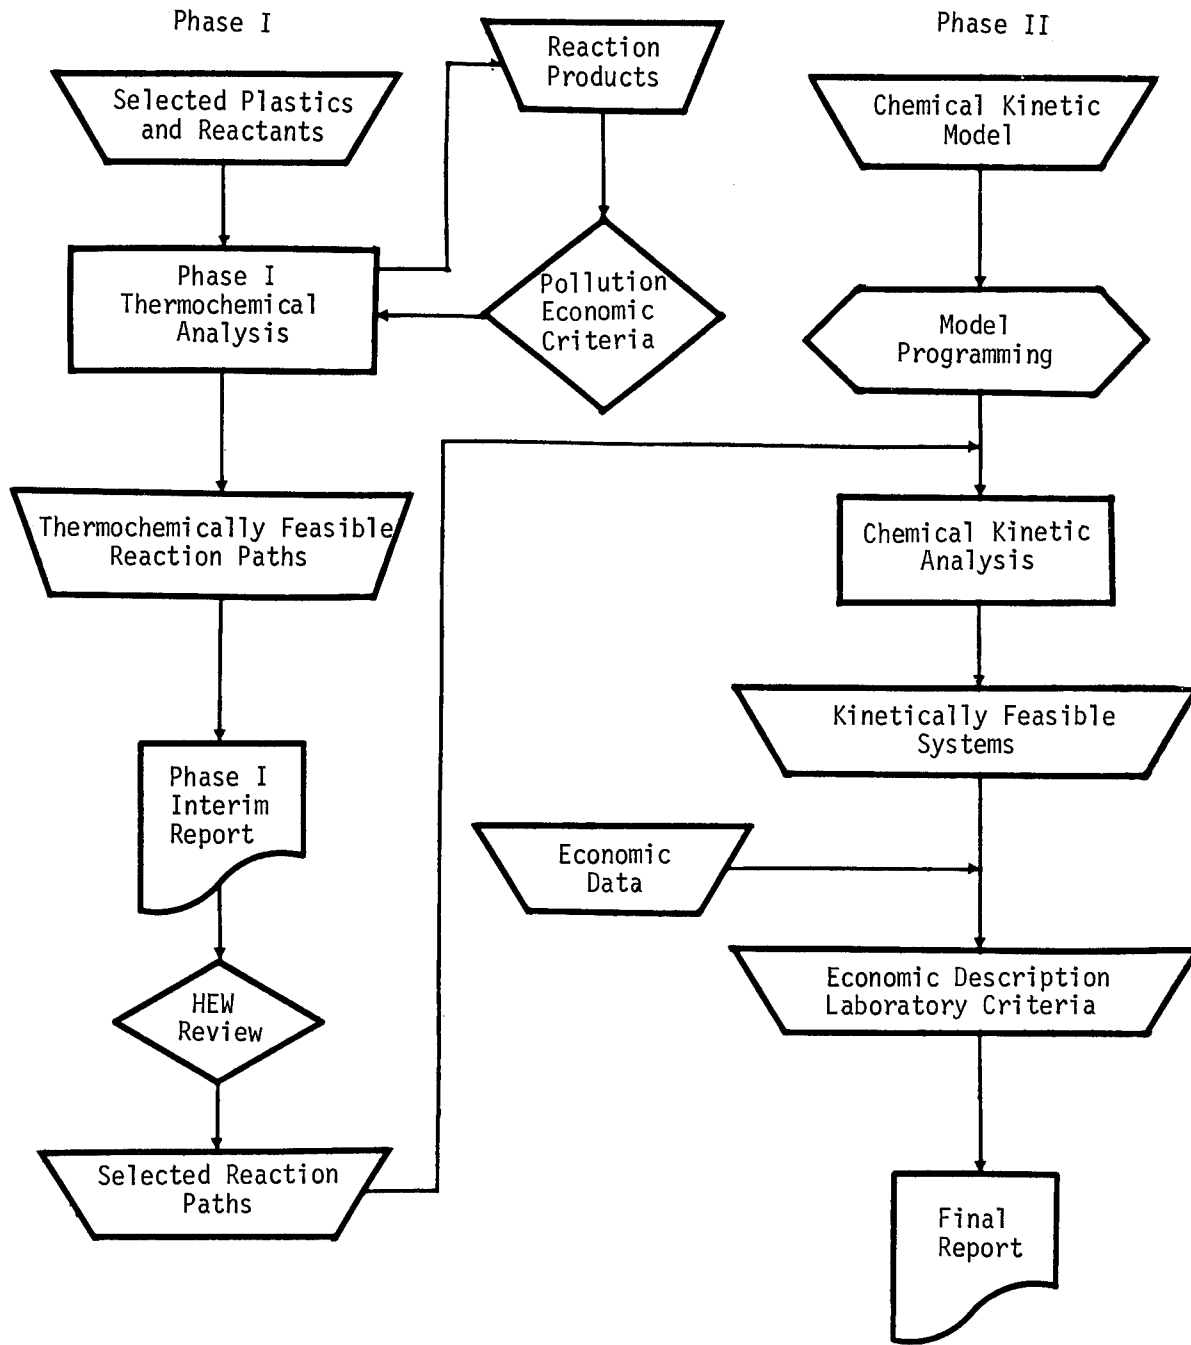 Phase I
Selected Plastics
and Reactants
Reaction
Products
Phase I
Thermochemical
Analysis
Pollution
Economic
Criteria
Thermochemically Feasible
Reaction Paths
Phase I
Interim
Report
HEW
Review
Selected Reaction
Paths
Phase II
Chemical Kinetic
Model
Model
Programming
Chemical Kinetic
Analysis
Kinetically Feasible
Systems
Economic
Data
Economic Description
Laboratory Criteria
Final
Report